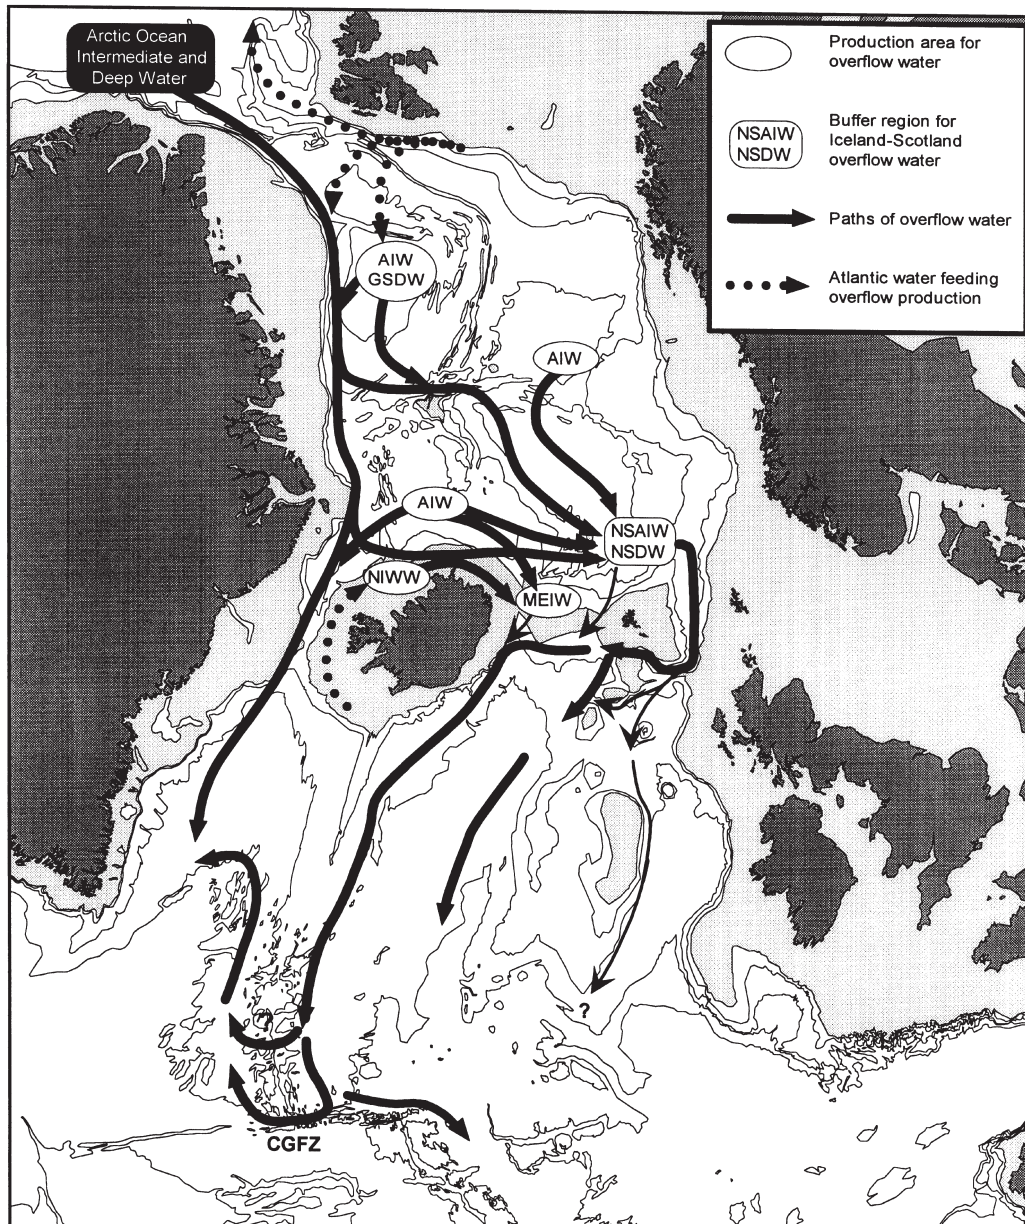 Arctic Ocean
Intermediate and
Deep Water
Production area for
overflow water
NSAIW
NSDW
Buffer region for
Iceland-Scotland
overflow water
Paths of overflow water
Atlantic water feeding
overflow production
AIW
GSDW
AIW
AIW
NSAIW
NSDW
NIWW
MEIW
?
CGFZ